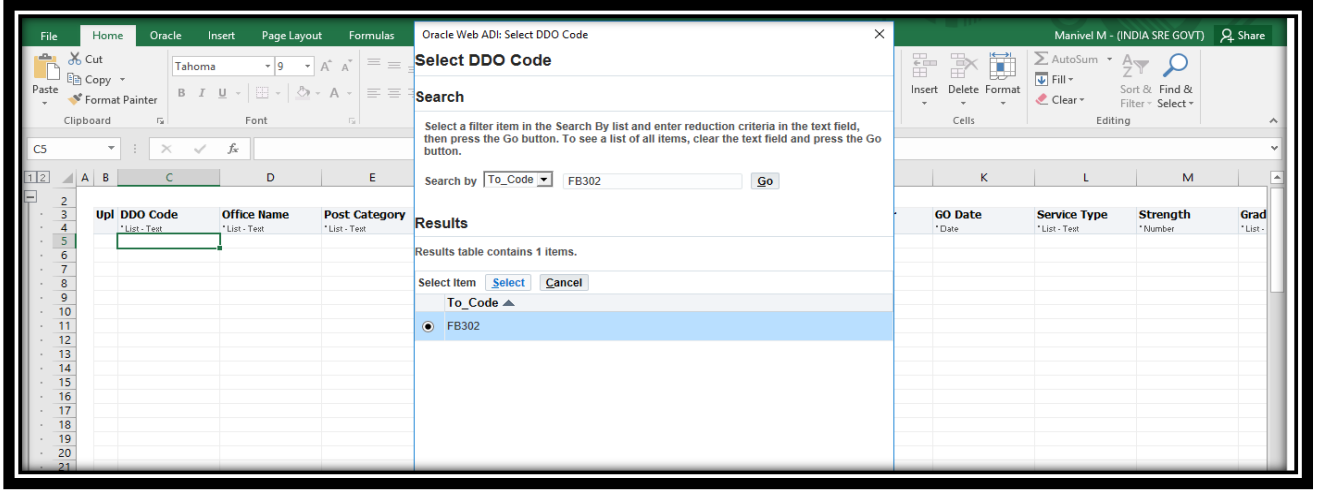 File Home Oracle Insert Page Layout Formulas
Oracle Web ADI: Select DDO Code
Manivel M - (INDIA SRE GOVT) Share
Cut
Copy
Format Painter
Paste
Clipboard
Tahoma 9
B I U
Font
Insert Delete Format
Cells
AutoSum
Fill
Clear
Sort & Filter
Find & Select
Editing
C5 fx
Select DDO Code
Search
Select a filter item in the Search By list and enter reduction criteria in the text field,
then press the Go button. To see a list of all items, clear the text field and press the Go
button.
Search by To_Code FB302 Go
Results
Results table contains 1 items.
Select Item Select Cancel
To_Code
FB302
1 2 A B C D E K L M
2
3 Upl DDO Code Office Name Post Category GO Date Service Type Strength Grad
4 * List - Text * List - Text * List - Text * Date * List - Text * Number * List -
5
6
7
8
9
10
11
12
13
14
15
16
17
18
19
20
21